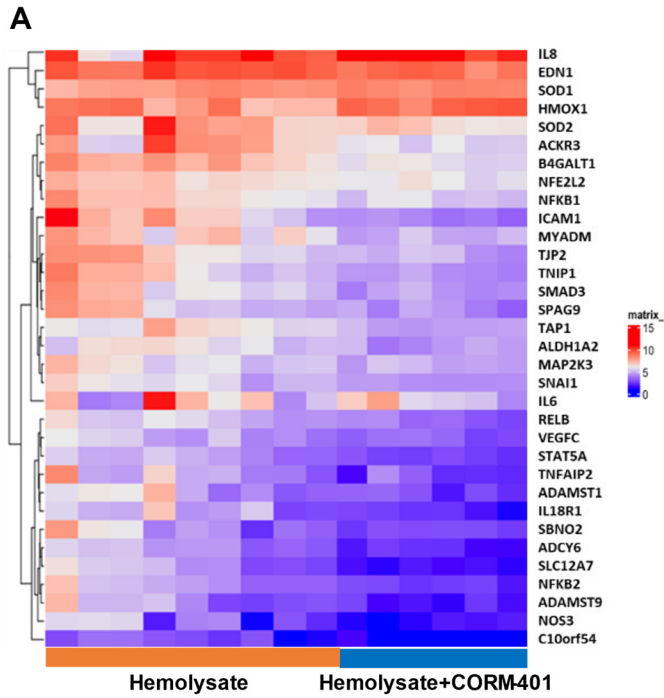 A
IL8
EDN1
SOD1
HMOX1
SOD2
ACKR3
B4GALT1
NFE2L2
NFKB1
ICAM1
MYADM
TJP2
TNIP1
SMAD3
SPAG9
TAP1
ALDH1A2
MAP2K3
SNAI1
IL6
RELB
VEGFC
STAT5A
TNFAIP2
ADAMST1
IL18R1
SBNO2
ADCY6
SLC12A7
NFKB2
ADAMST9
NOS3
C10orf54
matrix_
15
10
5
0
Hemolysate
Hemolysate+CORM-401